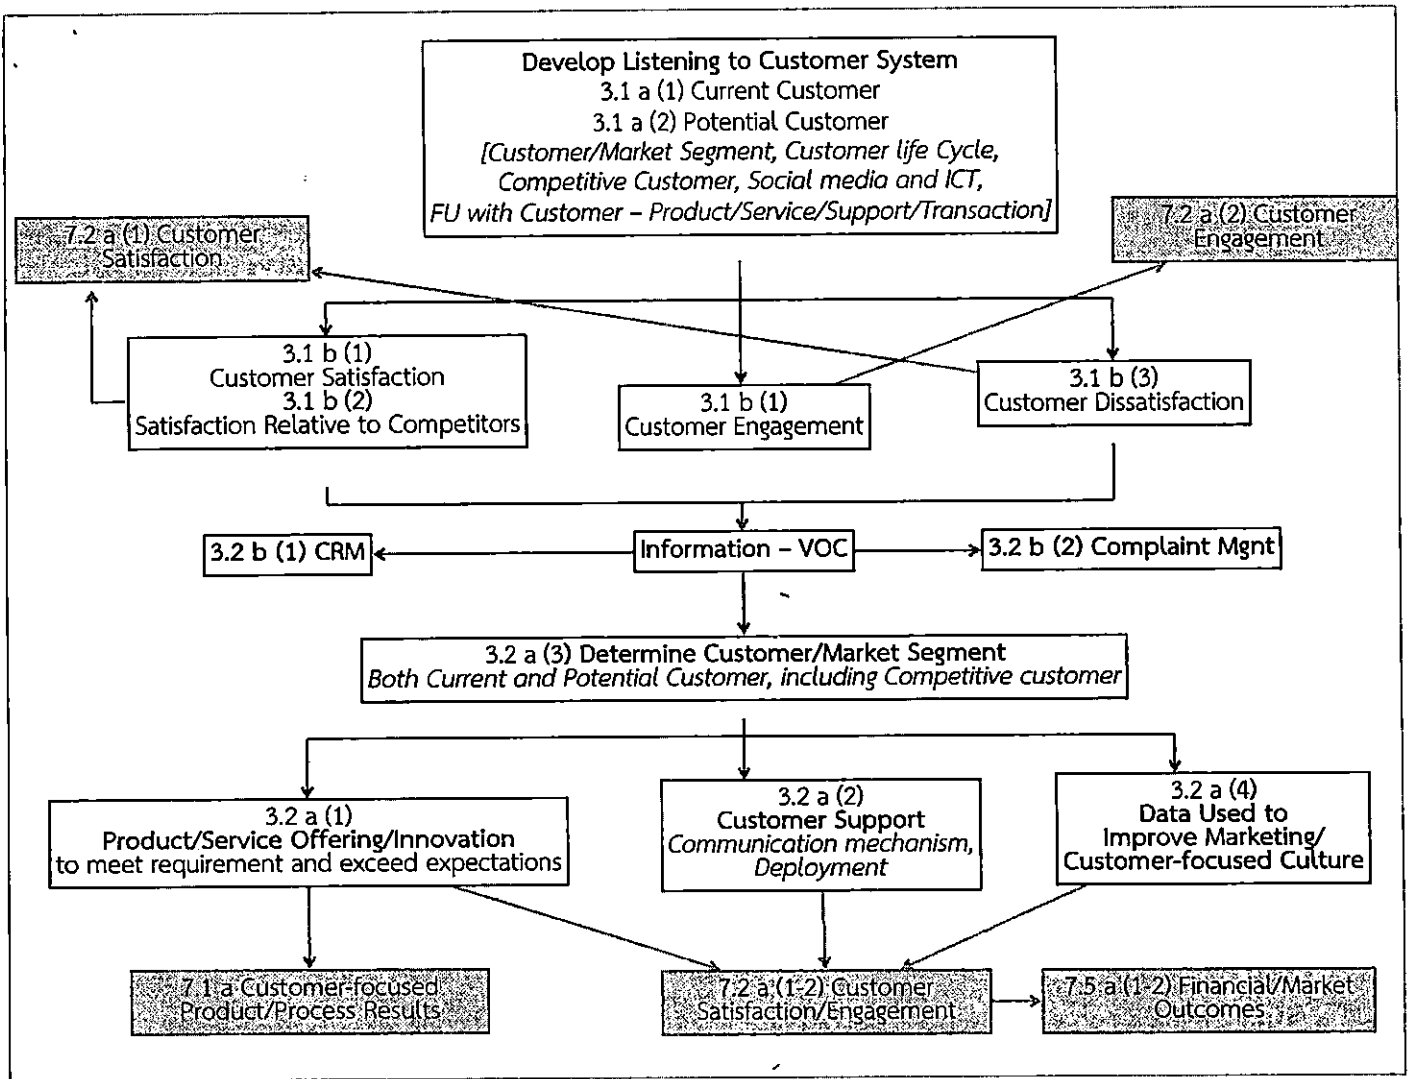 Develop Listening to Customer System
3.1 a (1) Current Customer
3.1 a (2) Potential Customer
[Customer/Market Segment, Customer life Cycle,
Competitive Customer, Social media and ICT,
FU with Customer – Product/Service/Support/Transaction]
7.2 a (1) Customer
Satisfaction
7.2 a (2) Customer
Engagement
3.1 b (1)
Customer Satisfaction
3.1 b (2)
Satisfaction Relative to Competitors
3.1 b (1)
Customer Engagement
3.1 b (3)
Customer Dissatisfaction
3.2 b (1) CRM
Information – VOC
3.2 b (2) Complaint Mgnt
3.2 a (3) Determine Customer/Market Segment
Both Current and Potential Customer, including Competitive customer
3.2 a (1)
Product/Service Offering/Innovation
to meet requirement and exceed expectations
3.2 a (2)
Customer Support
Communication mechanism,
Deployment
3.2 a (4)
Data Used to
Improve Marketing/
Customer-focused Culture
7.1 a Customer-focused
Product/Process Results
7.2 a (1-2) Customer
Satisfaction/Engagement
7.5 a (1-2) Financial/Market
Outcomes